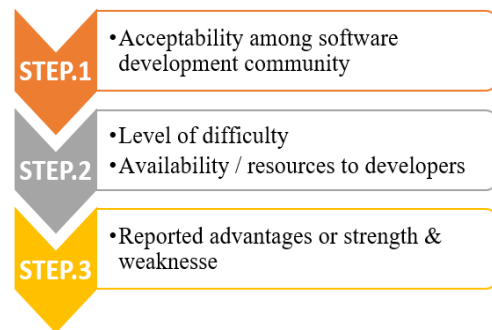 STEP.1
•Acceptability among software
development community
STEP.2
•Level of difficulty
•Availability / resources to developers
STEP.3
•Reported advantages or strength &
weaknesse